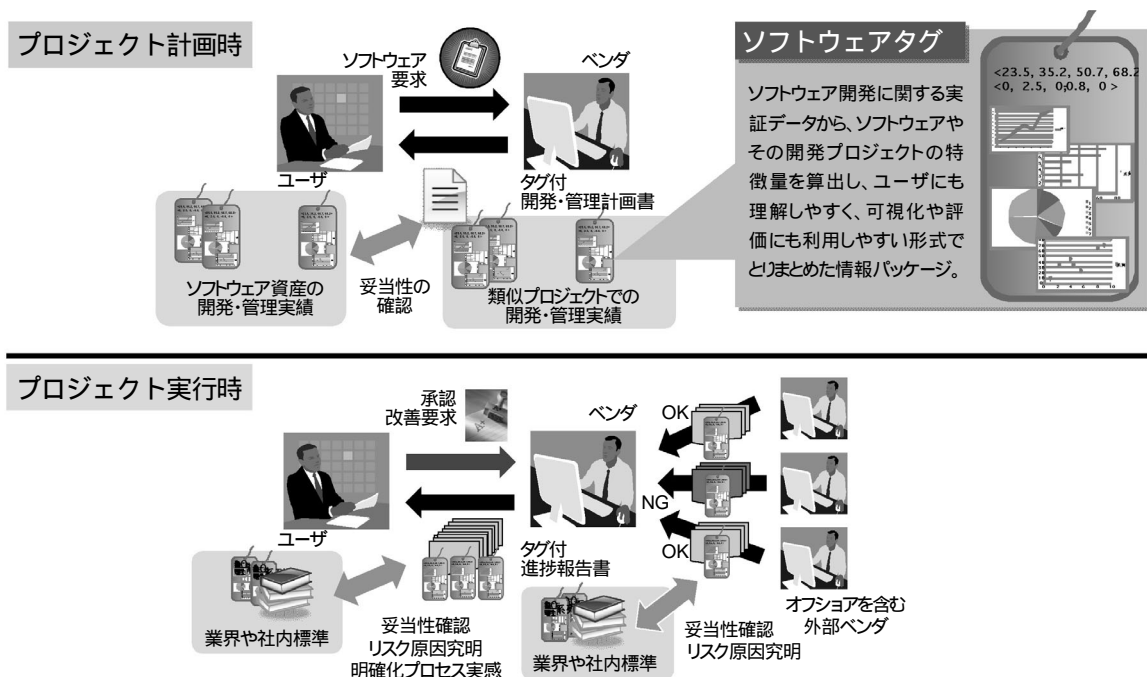 プロジェクト計画時
ソフトウェア
要求
ベンダ
ユーザ
タグ付
開発・管理計画書
ソフトウェア資産の
開発・管理実績
妥当性の
確認
類似プロジェクトでの
開発・管理実績
ソフトウェアタグ
ソフトウェア開発に関する実
証データから、ソフトウェアや
その開発プロジェクトの特
徴量を算出し、ユーザにも
理解しやすく、可視化や評
価にも利用しやすい形式で
とりまとめた情報パッケージ。
<23.5, 35.2, 50.7, 68.2
<0, 2.5, 0,0.8, 0 >
プロジェクト実行時
承認
改善要求
ベンダ
ユーザ
タグ付
進捗報告書
OK
NG
OK
オフショアを含む
外部ベンダ
業界や社内標準
妥当性確認
リスク原因究明
明確化プロセス実感
業界や社内標準
妥当性確認
リスク原因究明